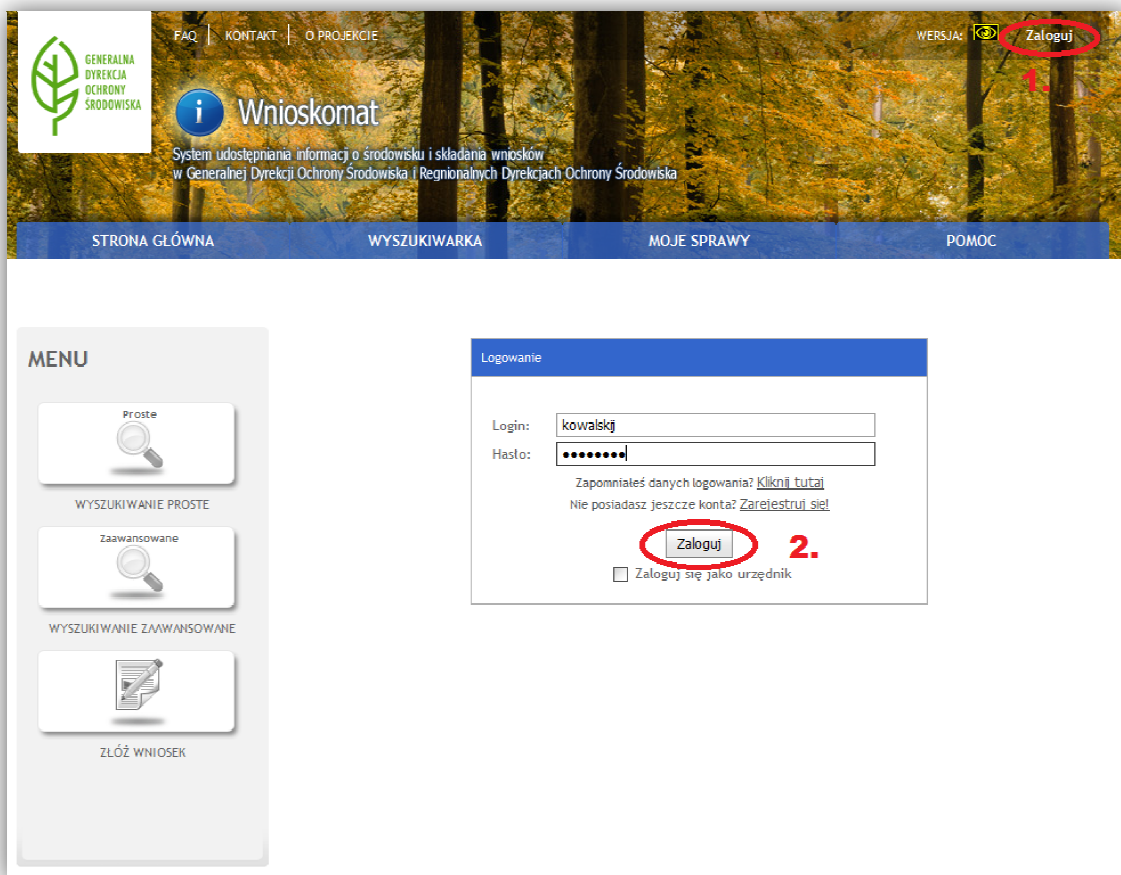 GENERALNA
DYREKCJA
OCHRONY
ŚRODOWISKA
FAQ | KONTAKT | O PROJEKCIE
WERSJA: Zaloguj
1.
i Wnioskomat
System udostępniania informacji o środowisku i składania wniosków
w Generalnej Dyrekcji Ochrony Środowiska i Regnionalnych Dyrekcjach Ochrony Środowiska
STRONA GŁÓWNA WYSZUKIWARKA MOJE SPRAWY POMOC
MENU
Proste
WYSZUKIWANIE PROSTE
Zaawansowane
WYSZUKIWANIE ZAAWANSOWANE
ZŁÓŻ WNIOSEK
Logowanie
Login: kowalskij
Hasło: ••••••••
Zapomniałeś danych logowania? Kliknij tutaj
Nie posiadasz jeszcze konta? Zarejestruj się!
Zaloguj 2.
Zaloguj się jako urzędnik